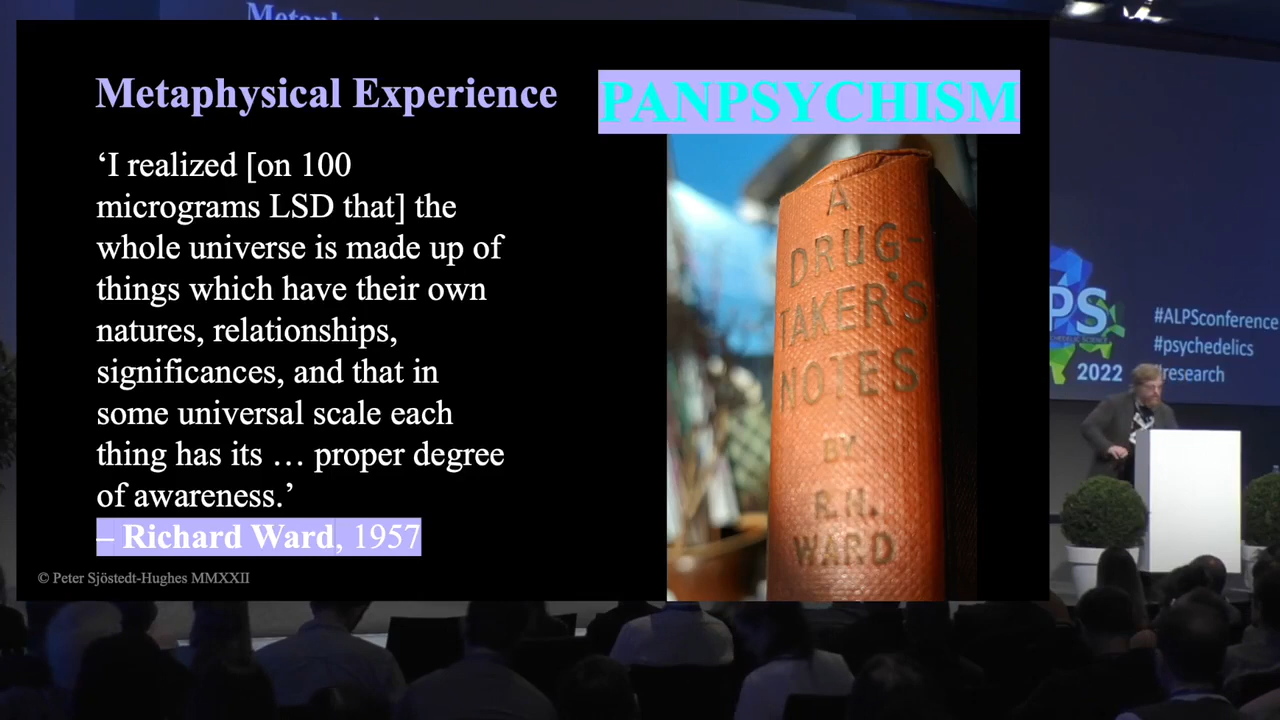 Metaphysical Experience
PANPSYCHISM
‘I realized [on 100
micrograms LSD that] the
whole universe is made up of
things which have their own
natures, relationships,
significances, and that in
some universal scale each
thing has its … proper degree
of awareness.’
– Richard Ward, 1957
© Peter Sjöstedt-Hughes MMXXII
A
DRUG-
TAKER'S
NOTES
BY
R.H.
WARD
PS
2022
#ALPSconference
#psychedelics
#research